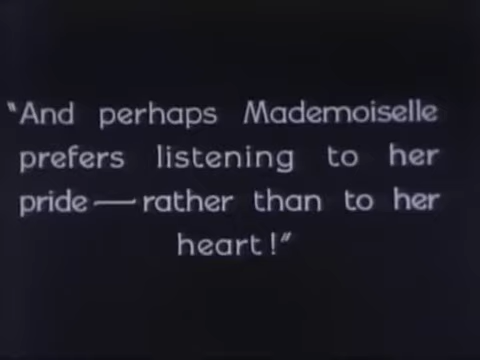 "And perhaps Mademoiselle
prefers listening to her
pride—rather than to her
heart!"